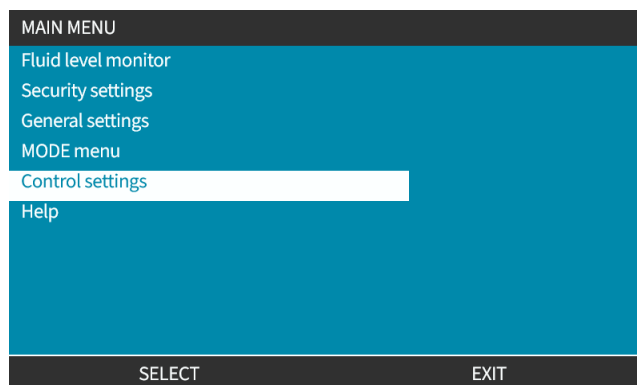 MAIN MENU
Fluid level monitor
Security settings
General settings
MODE menu
Control settings
Help
SELECT EXIT